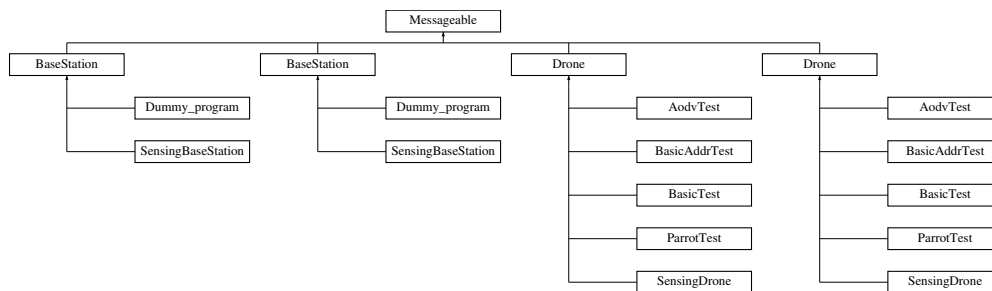 Messageable
BaseStation BaseStation Drone Drone
Dummy_program Dummy_program AodvTest AodvTest
SensingBaseStation SensingBaseStation BasicAddrTest BasicAddrTest
BasicTest BasicTest
ParrotTest ParrotTest
SensingDrone SensingDrone